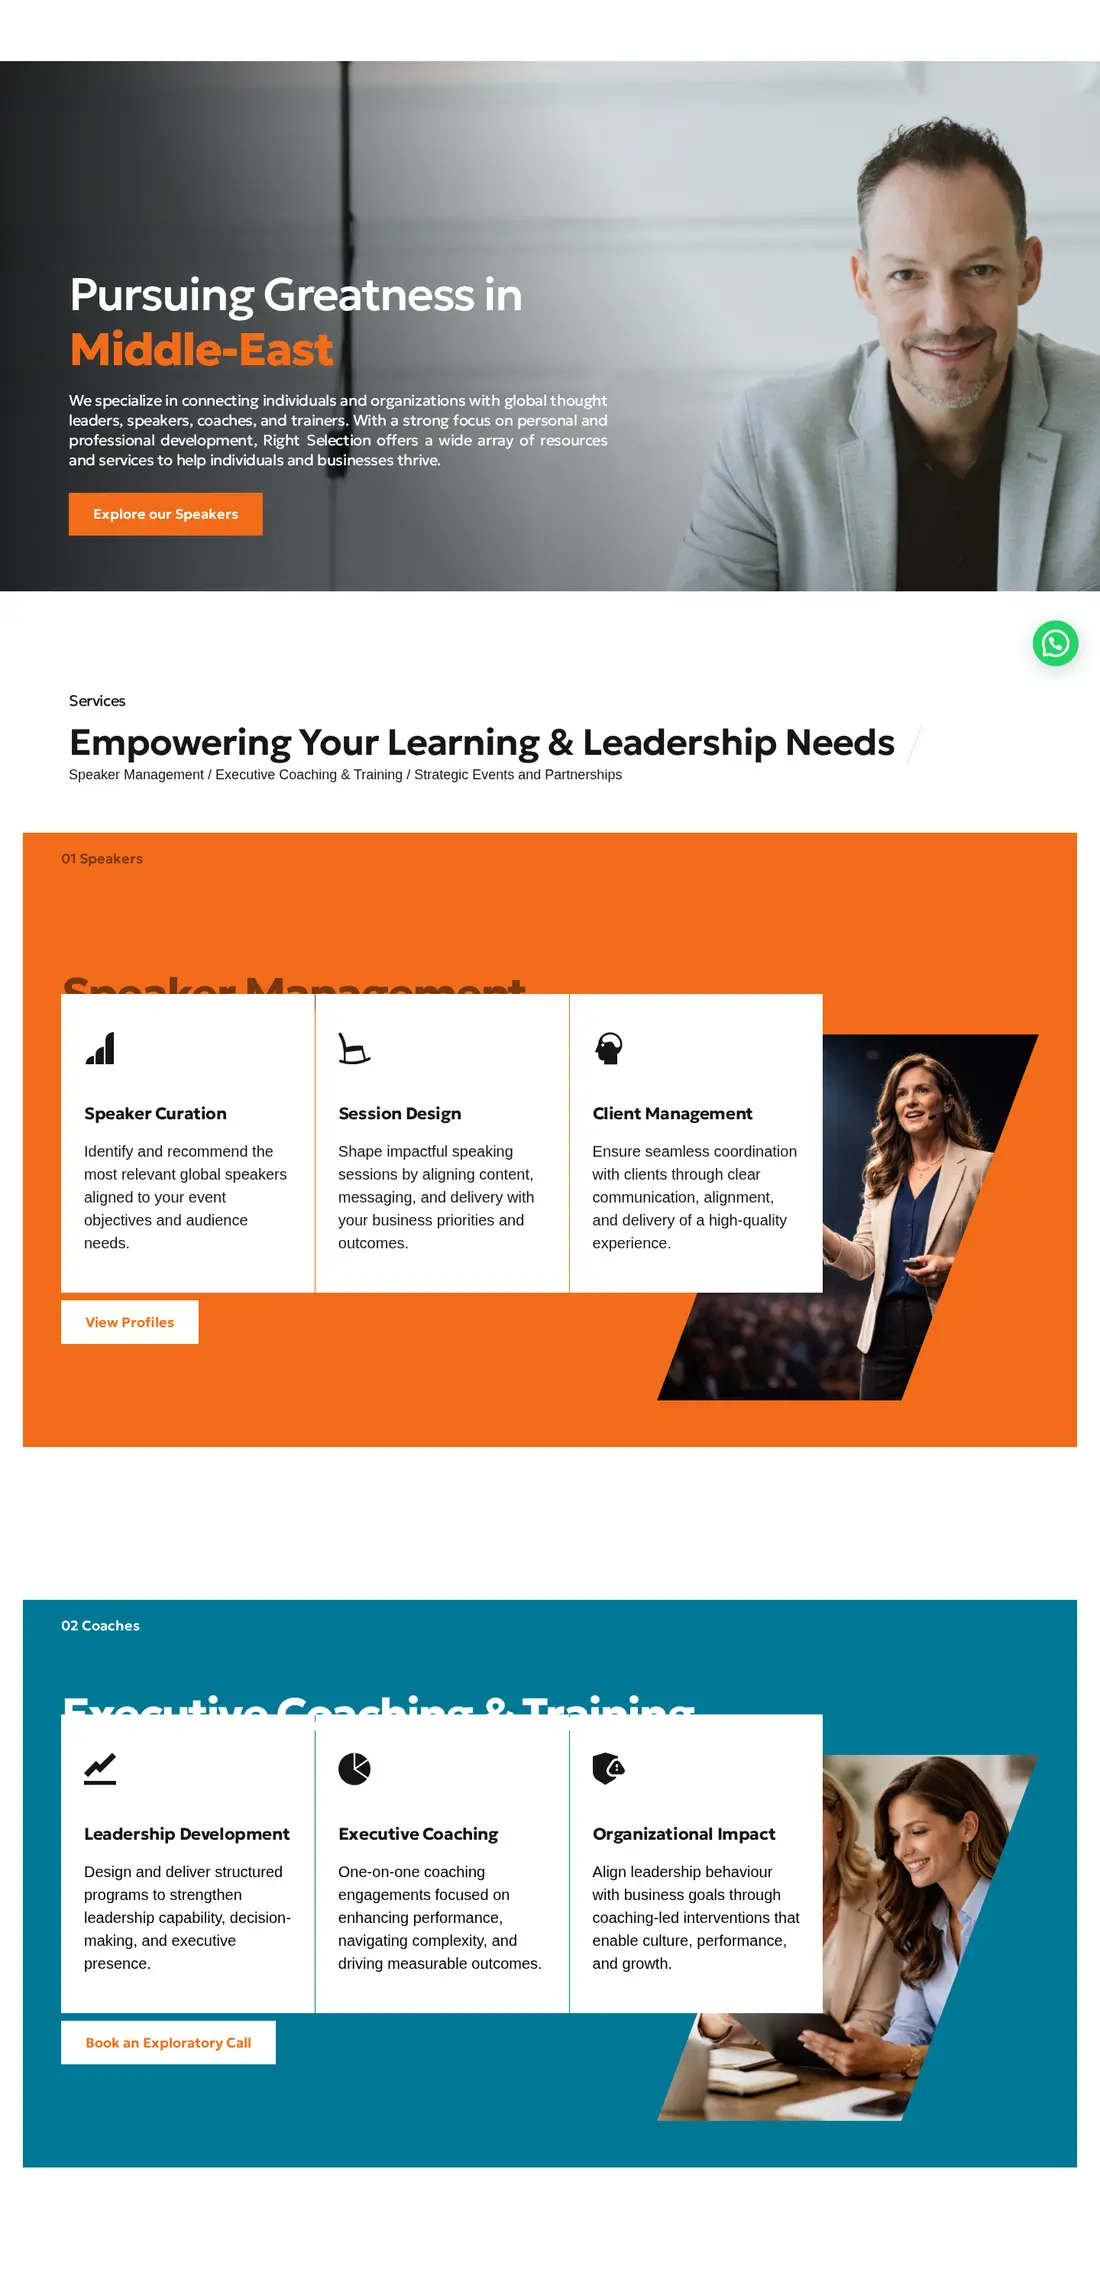 Pursuing Greatness in
Middle-East
We specialize in connecting individuals and organizations with global thought
leaders, speakers, coaches, and trainers. With a strong focus on personal and
professional development, Right Selection offers a wide array of resources
and services to help individuals and businesses thrive.
Explore our Speakers
Services
Empowering Your Learning & Leadership Needs
Speaker Management / Executive Coaching & Training / Strategic Events and Partnerships
01 Speakers
Speaker Management
Speaker Curation
Identify and recommend the
most relevant global speakers
aligned to your event
objectives and audience
needs.
Session Design
Shape impactful speaking
sessions by aligning content,
messaging, and delivery with
your business priorities and
outcomes.
Client Management
Ensure seamless coordination
with clients through clear
communication, alignment,
and delivery of a high-quality
experience.
View Profiles
02 Coaches
Executive Coaching & Training
Leadership Development
Design and deliver structured
programs to strengthen
leadership capability, decision-
making, and executive
presence.
Executive Coaching
One-on-one coaching
engagements focused on
enhancing performance,
navigating complexity, and
driving measurable outcomes.
Organizational Impact
Align leadership behaviour
with business goals through
coaching-led interventions that
enable culture, performance,
and growth.
Book an Exploratory Call